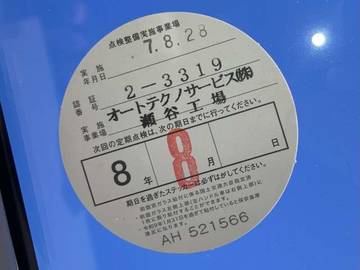 点検整備実施事業場
実施年月日 7.8.28
認証番号 2-3319
実施事業場 オートテクノサービス㈱
瀬谷工場
次回の定期点検は、次の期日までに行ってください。
8年 8月 日
期日を過ぎたステッカーは必ずはがしてください。
AH 521566